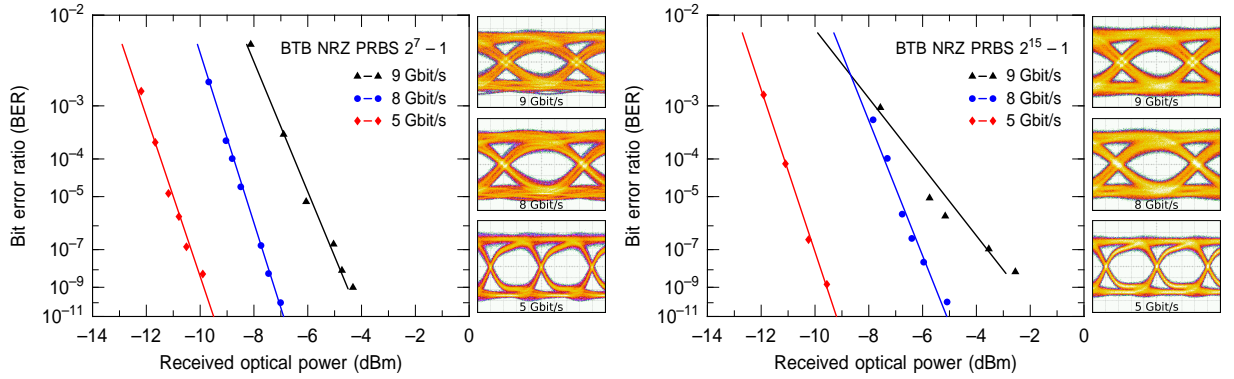 10⁻²
10⁻³
10⁻⁴
10⁻⁵
10⁻⁷
10⁻⁹
10⁻¹¹
Bit error ratio (BER)
BTB NRZ PRBS 2⁷ − 1
9 Gbit/s
8 Gbit/s
5 Gbit/s
−14
−12
−10
−8
−6
−4
−2
0
Received optical power (dBm)
9 Gbit/s
8 Gbit/s
5 Gbit/s
10⁻²
10⁻³
10⁻⁴
10⁻⁵
10⁻⁷
10⁻⁹
10⁻¹¹
Bit error ratio (BER)
BTB NRZ PRBS 2¹⁵ − 1
9 Gbit/s
8 Gbit/s
5 Gbit/s
−14
−12
−10
−8
−6
−4
−2
0
Received optical power (dBm)
9 Gbit/s
8 Gbit/s
5 Gbit/s